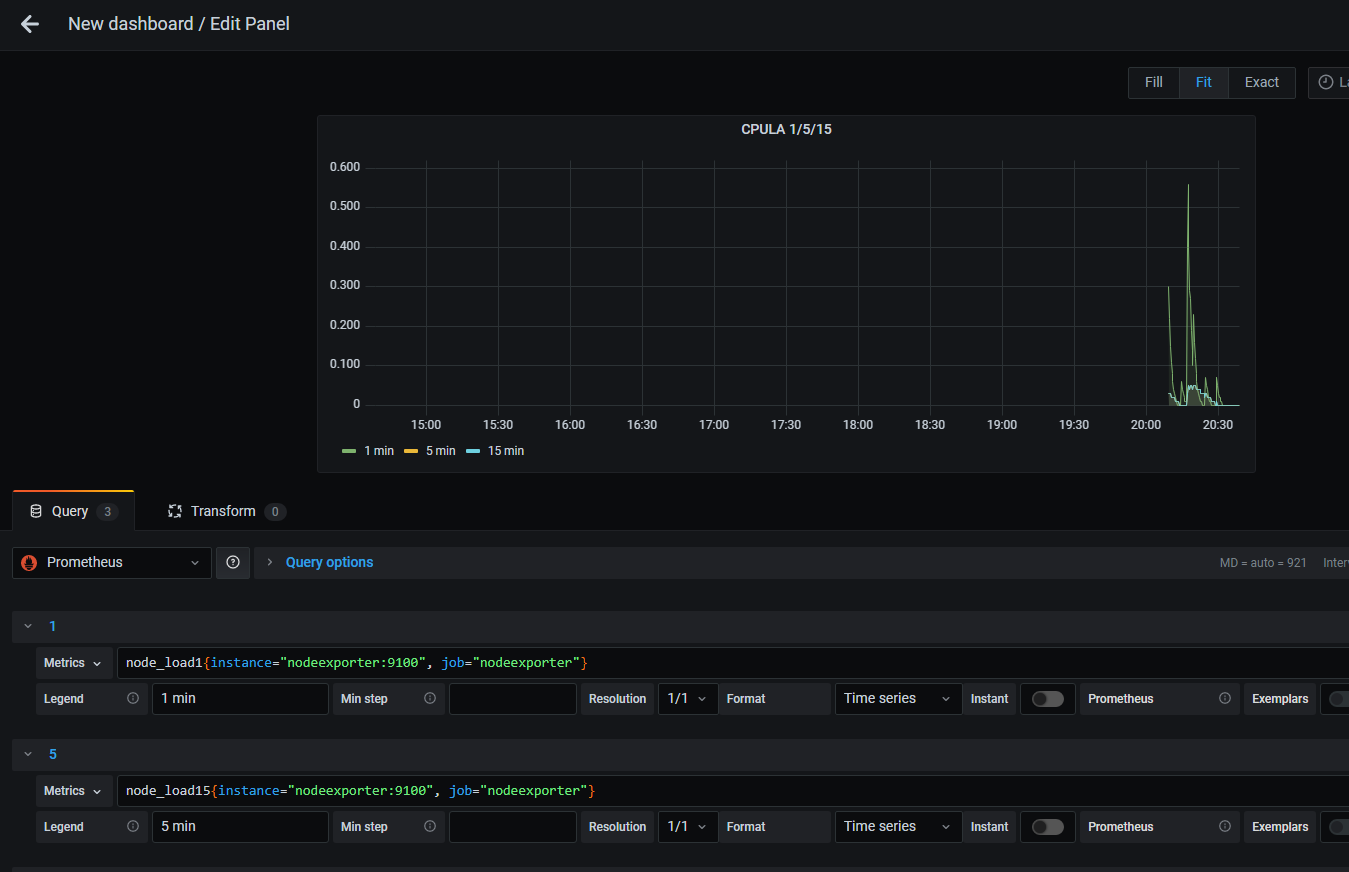 New dashboard / Edit Panel
Fill Fit Exact La
CPULA 1/5/15
0.600
0.500
0.400
0.300
0.200
0.100
0
15:00 15:30 16:00 16:30 17:00 17:30 18:00 18:30 19:00 19:30 20:00 20:30
1 min 5 min 15 min
Query 3 Transform 0
Prometheus Query options MD = auto = 921 Inter
1
Metrics node_load1{instance="nodeexporter:9100", job="nodeexporter"}
Legend 1 min Min step Resolution 1/1 Format Time series Instant Prometheus Exemplars
5
Metrics node_load15{instance="nodeexporter:9100", job="nodeexporter"}
Legend 5 min Min step Resolution 1/1 Format Time series Instant Prometheus Exemplars